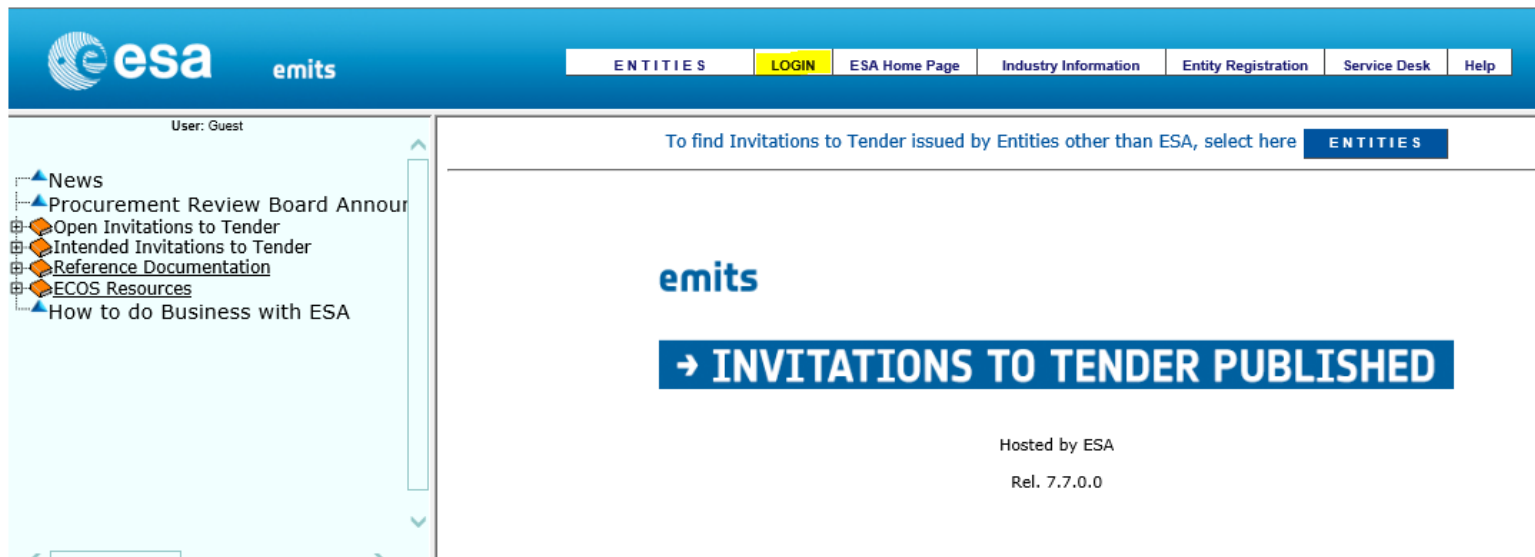 esa
emits
ENTITIES LOGIN ESA Home Page Industry Information Entity Registration Service Desk Help
User: Guest
News
Procurement Review Board Announ
Open Invitations to Tender
Intended Invitations to Tender
Reference Documentation
ECOS Resources
How to do Business with ESA
To find Invitations to Tender issued by Entities other than ESA, select here ENTITIES
emits
→ INVITATIONS TO TENDER PUBLISHED
Hosted by ESA
Rel. 7.7.0.0